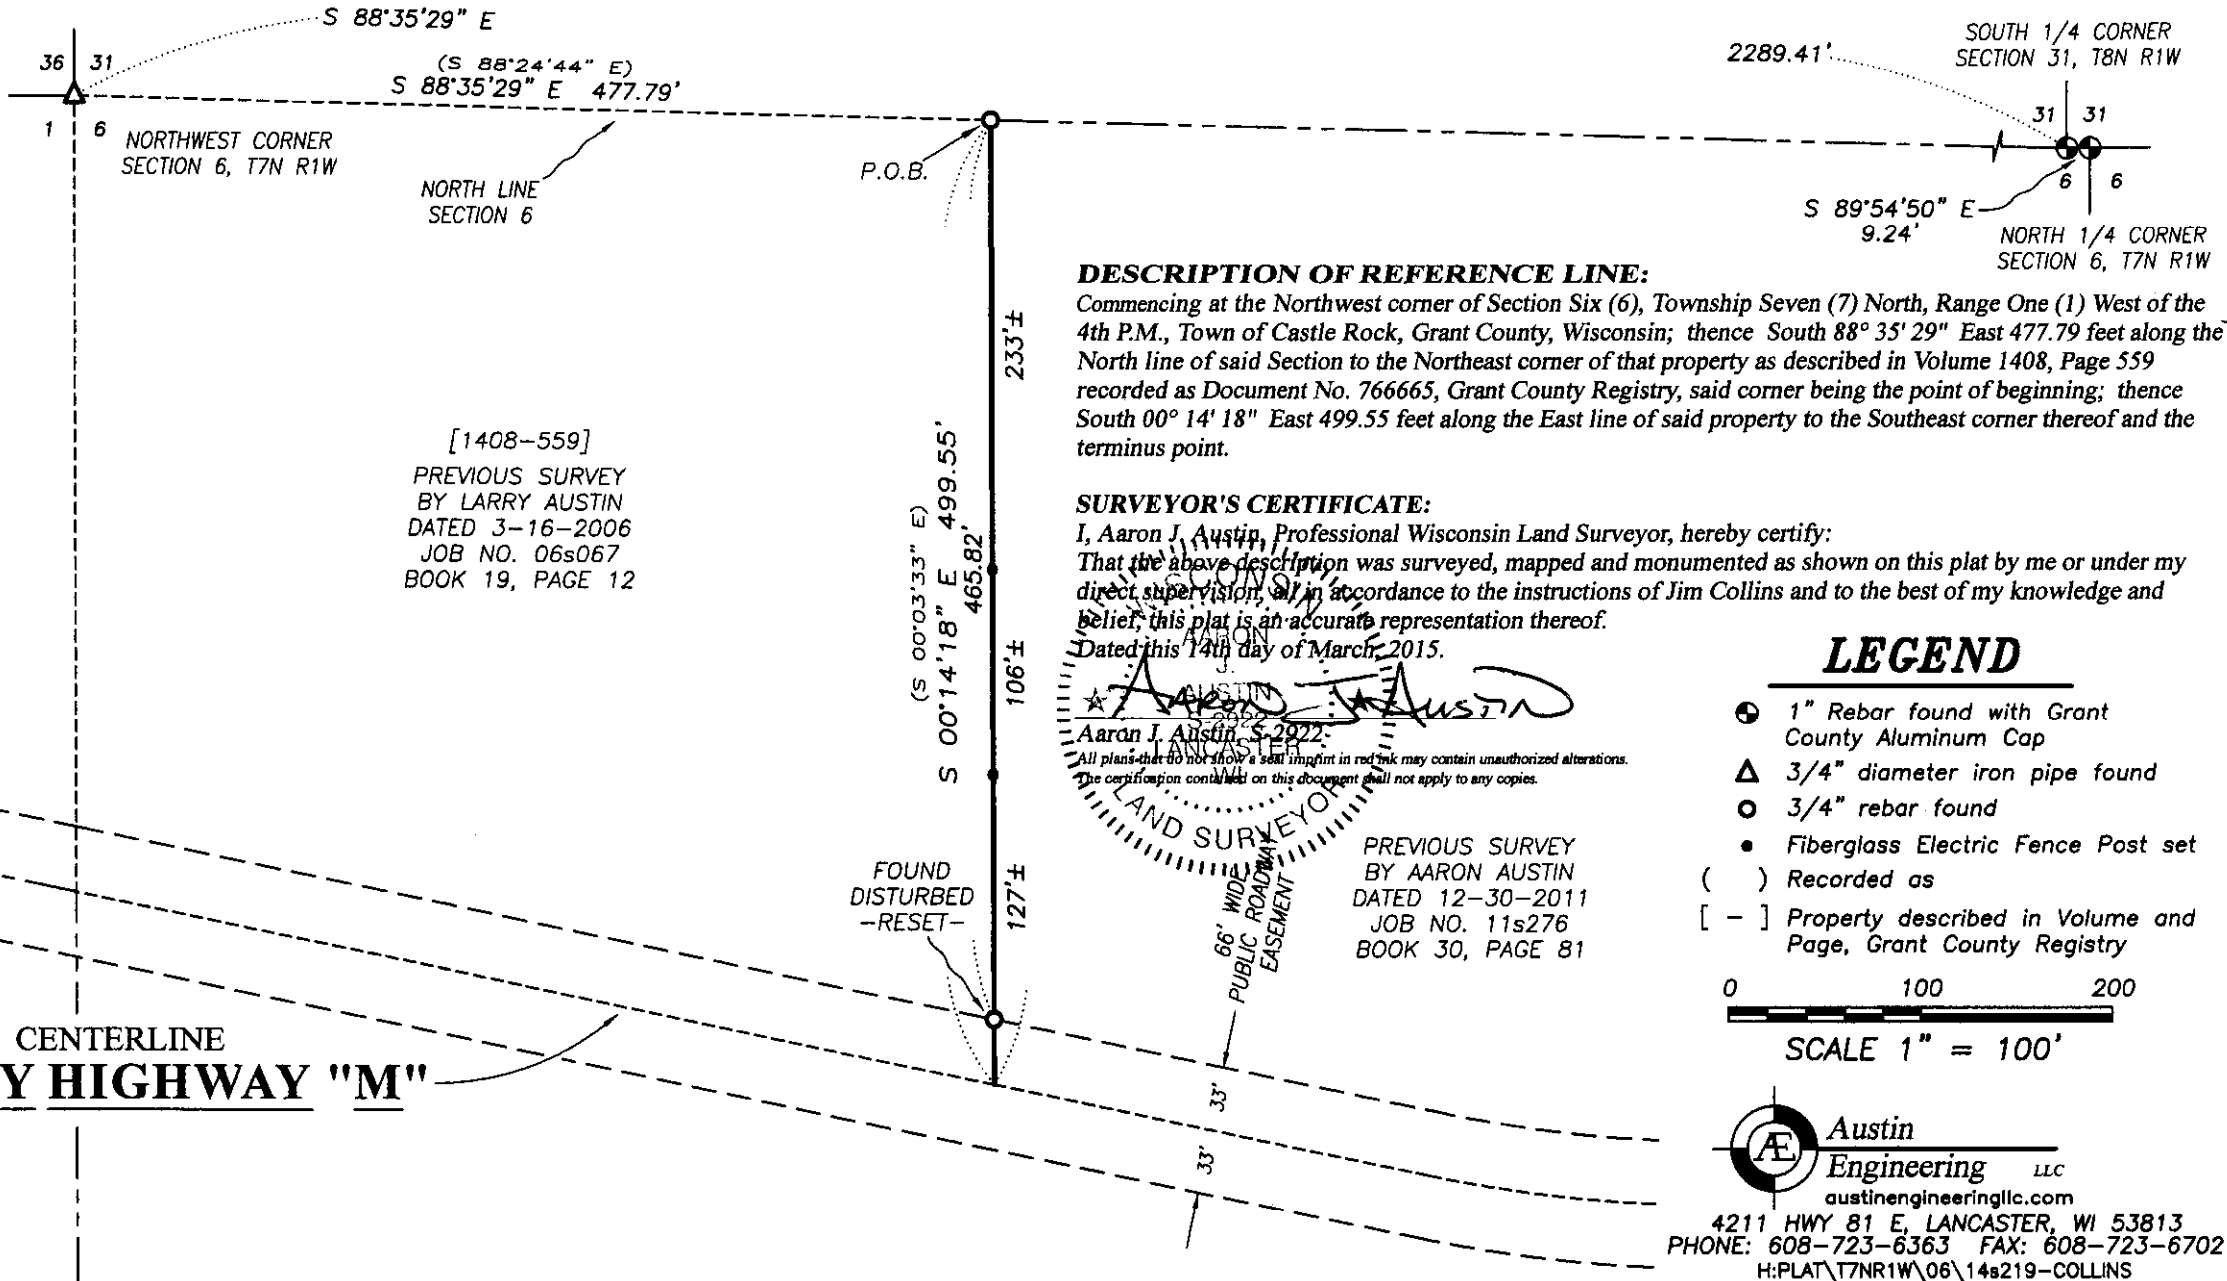 S 88°35'29" E
(S 88°24'44" E)
S 88°35'29" E 477.79'
36 31
1 6
NORTHWEST CORNER
SECTION 6, T7N R1W
NORTH LINE
SECTION 6
P.O.B.
2289.41'
SOUTH 1/4 CORNER
SECTION 31, T8N R1W
31 31
6 6
S 89°54'50" E
9.24'
NORTH 1/4 CORNER
SECTION 6, T7N R1W
DESCRIPTION OF REFERENCE LINE:
Commencing at the Northwest corner of Section Six (6), Township Seven (7) North, Range One (1) West of the
4th P.M., Town of Castle Rock, Grant County, Wisconsin; thence South 88° 35' 29" East 477.79 feet along the
North line of said Section to the Northeast corner of that property as described in Volume 1408, Page 559
recorded as Document No. 766665, Grant County Registry, said corner being the point of beginning; thence
South 00° 14' 18" East 499.55 feet along the East line of said property to the Southeast corner thereof and the
terminus point.
[1408-559]
PREVIOUS SURVEY
BY LARRY AUSTIN
DATED 3-16-2006
JOB NO. 06s067
BOOK 19, PAGE 12
(S 00°03'33" E)
S 00°14'18" E 499.55'
465.82'
233'±
106'±
127'±
SURVEYOR'S CERTIFICATE:
I, Aaron J. Austin, Professional Wisconsin Land Surveyor, hereby certify:
That the above description was surveyed, mapped and monumented as shown on this plat by me or under my
direct supervision, all in accordance to the instructions of Jim Collins and to the best of my knowledge and
belief, this plat is an accurate representation thereof.
Dated this 14th day of March, 2015.
Aaron J Austin
Aaron J. Austin, S-2922
All plans that do not show a seal imprint in red ink may contain unauthorized alterations.
The certification contained on this document shall not apply to any copies.
WISCONSIN
AARON
J.
AUSTIN
S-2922
LANCASTER
WI
LAND SURVEYOR
FOUND
DISTURBED
-RESET-
66' WIDE
PUBLIC ROADWAY
EASEMENT
PREVIOUS SURVEY
BY AARON AUSTIN
DATED 12-30-2011
JOB NO. 11s276
BOOK 30, PAGE 81
33'
33'
CENTERLINE
Y HIGHWAY "M"
LEGEND
1" Rebar found with Grant
County Aluminum Cap
3/4" diameter iron pipe found
3/4" rebar found
Fiberglass Electric Fence Post set
( ) Recorded as
[ - ] Property described in Volume and
Page, Grant County Registry
0 100 200
SCALE 1" = 100'
AE
Austin
Engineering LLC
austinengineeringllc.com
4211 HWY 81 E, LANCASTER, WI 53813
PHONE: 608-723-6363 FAX: 608-723-6702
H:PLAT\T7NR1W\06\14s219-COLLINS